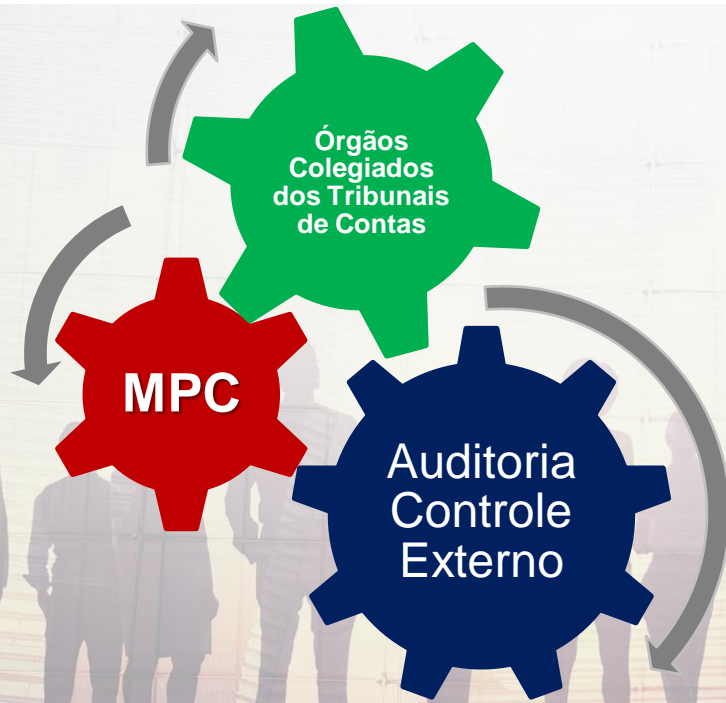 Órgãos
Colegiados
dos Tribunais
de Contas
MPC
Auditoria
Controle
Externo